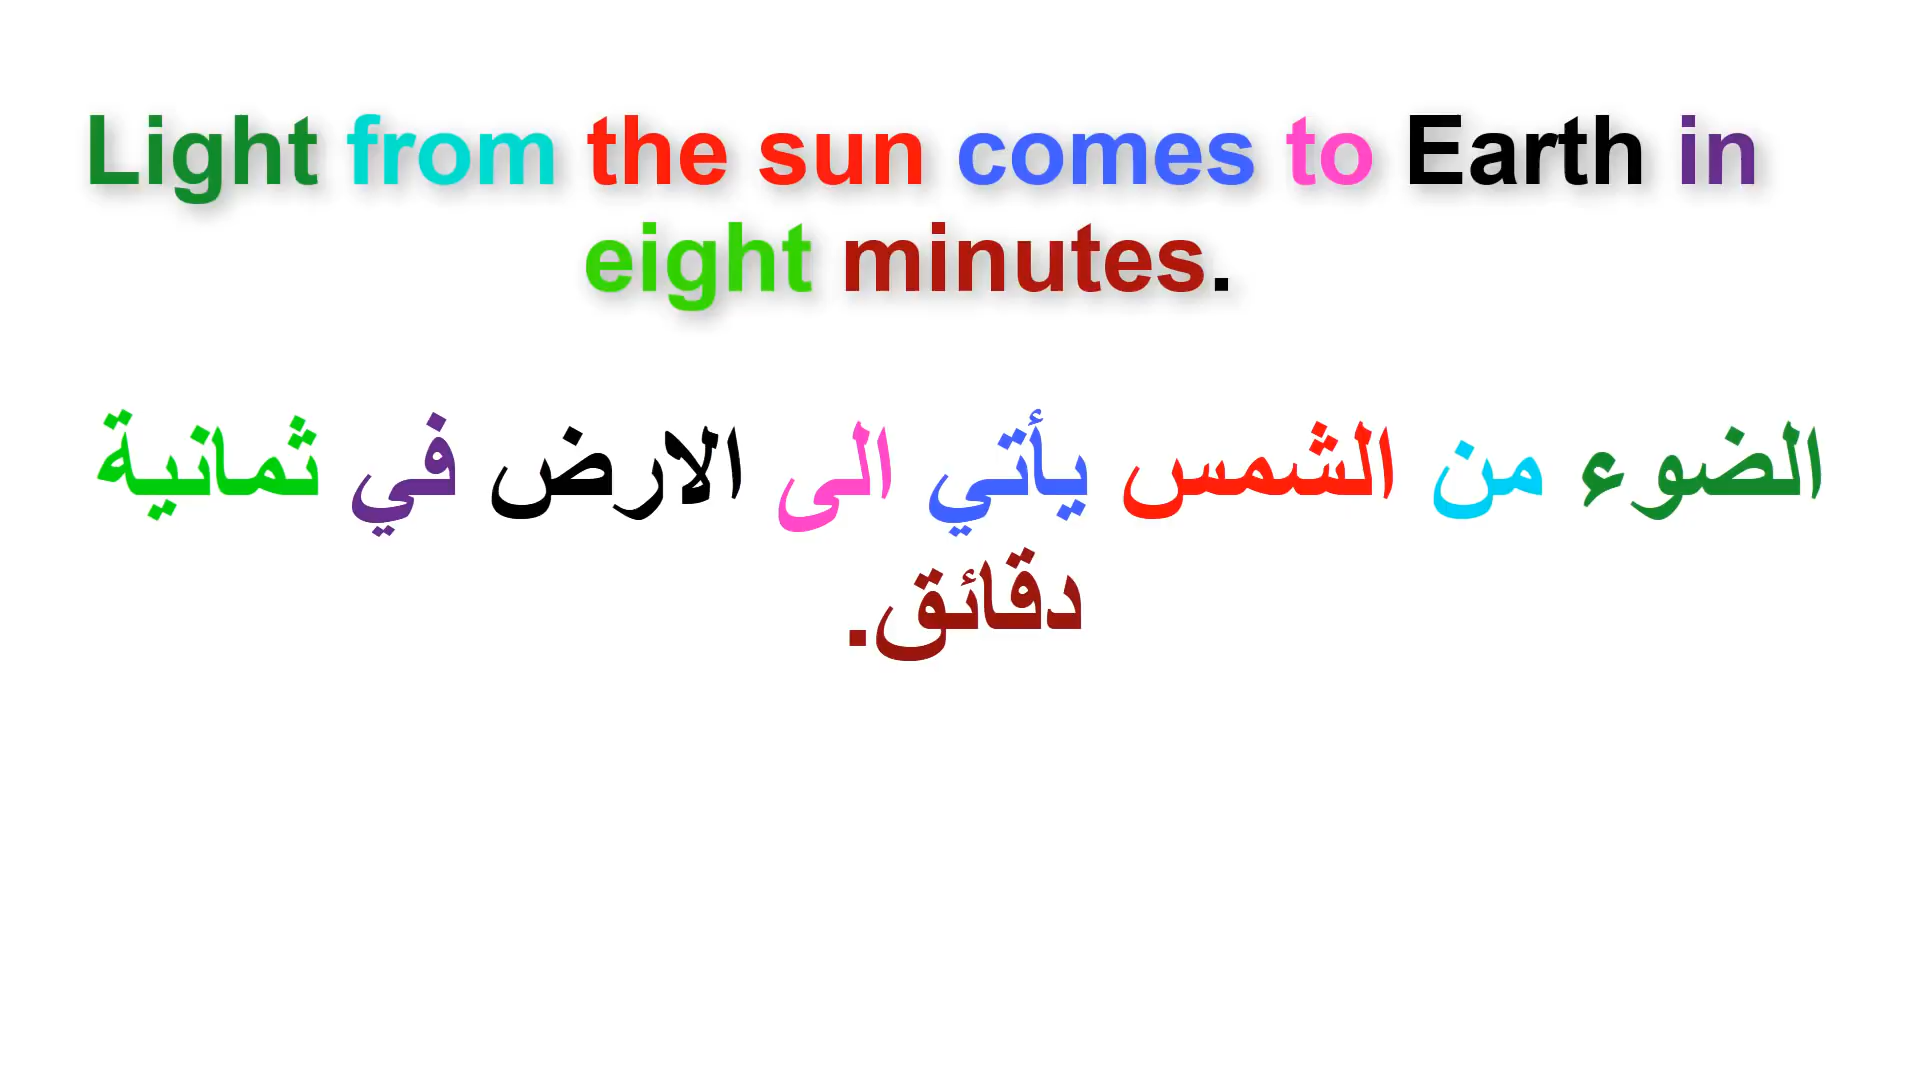 Light from the sun comes to Earth in
eight minutes.
الضوء من الشمس يأتي الى الارض في ثمانية
دقائق.